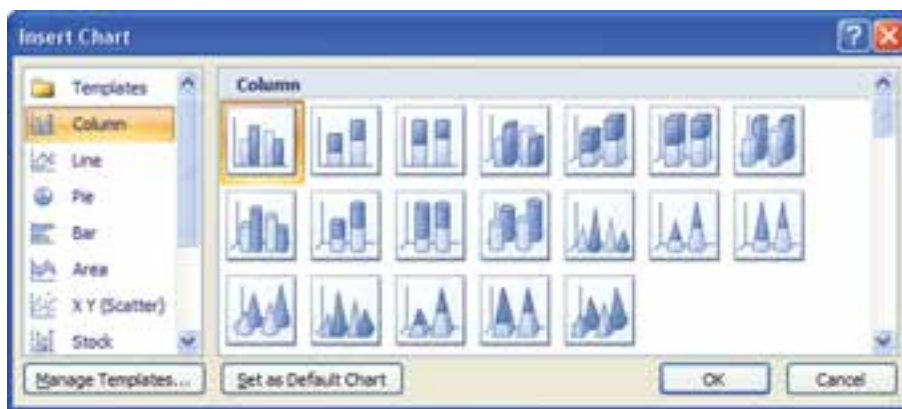 Insert Chart
Templates
Column
Line
Pie
Bar
Area
X Y (Scatter)
Stock
Column
Manage Templates...
Set as Default Chart
OK
Cancel